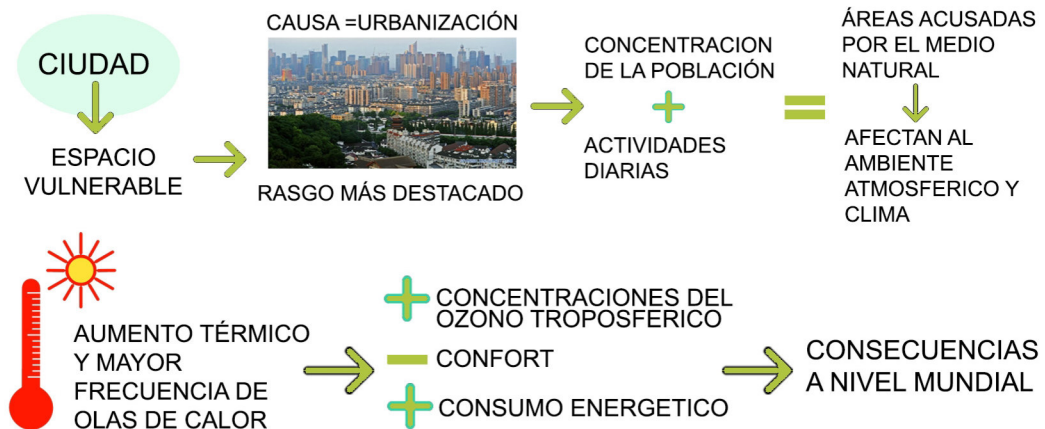 CIUDAD
ESPACIO
VULNERABLE
CAUSA =URBANIZACIÓN
RASGO MÁS DESTACADO
CONCENTRACION
DE LA POBLACIÓN
+
ACTIVIDADES
DIARIAS
=
ÁREAS ACUSADAS
POR EL MEDIO
NATURAL
AFECTAN AL
AMBIENTE
ATMOSFERICO Y
CLIMA
AUMENTO TÉRMICO
Y MAYOR
FRECUENCIA DE
OLAS DE CALOR
+ CONCENTRACIONES DEL
OZONO TROPOSFERICO
- CONFORT
+ CONSUMO ENERGETICO
CONSECUENCIAS
A NIVEL MUNDIAL